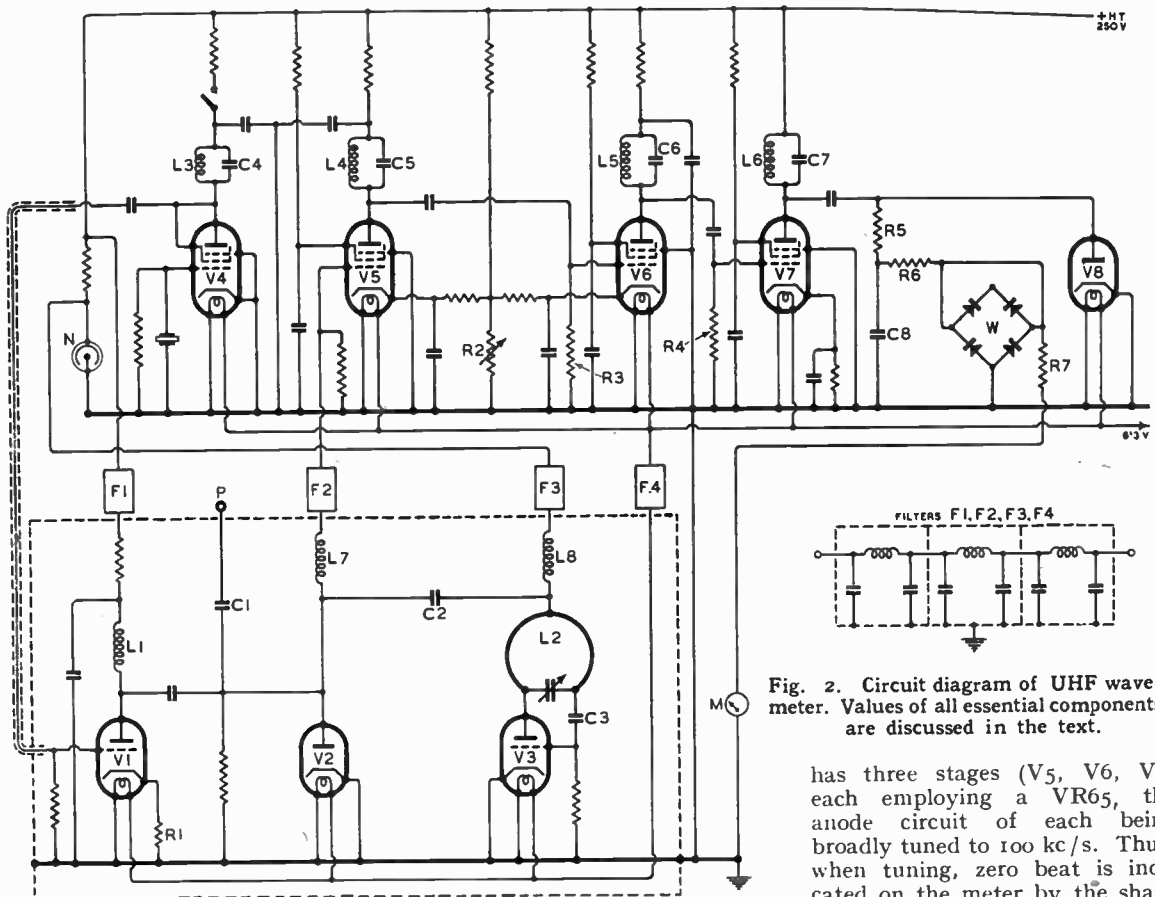 +HT
250V
L3
C4
L4
C5
L5
C6
L6
C7
R5
V4
V5
V6
V7
R6
V8
N
R2
R3
R4
C8
W
R7
6·3 V
F1
P
F2
F3
F.4
FILTERS F1, F2, F3, F4
L7
L8
C1
C2
L1
L2
M
C3
V1
V2
V3
R1
Fig. 2. Circuit diagram of UHF wave
meter. Values of all essential components
are discussed in the text.
has three stages (V5, V6, V
each employing a VR65, th
anode circuit of each bein
broadly tuned to 100 kc/s. Thu
when tuning, zero beat is ind
cated on the meter by the shar